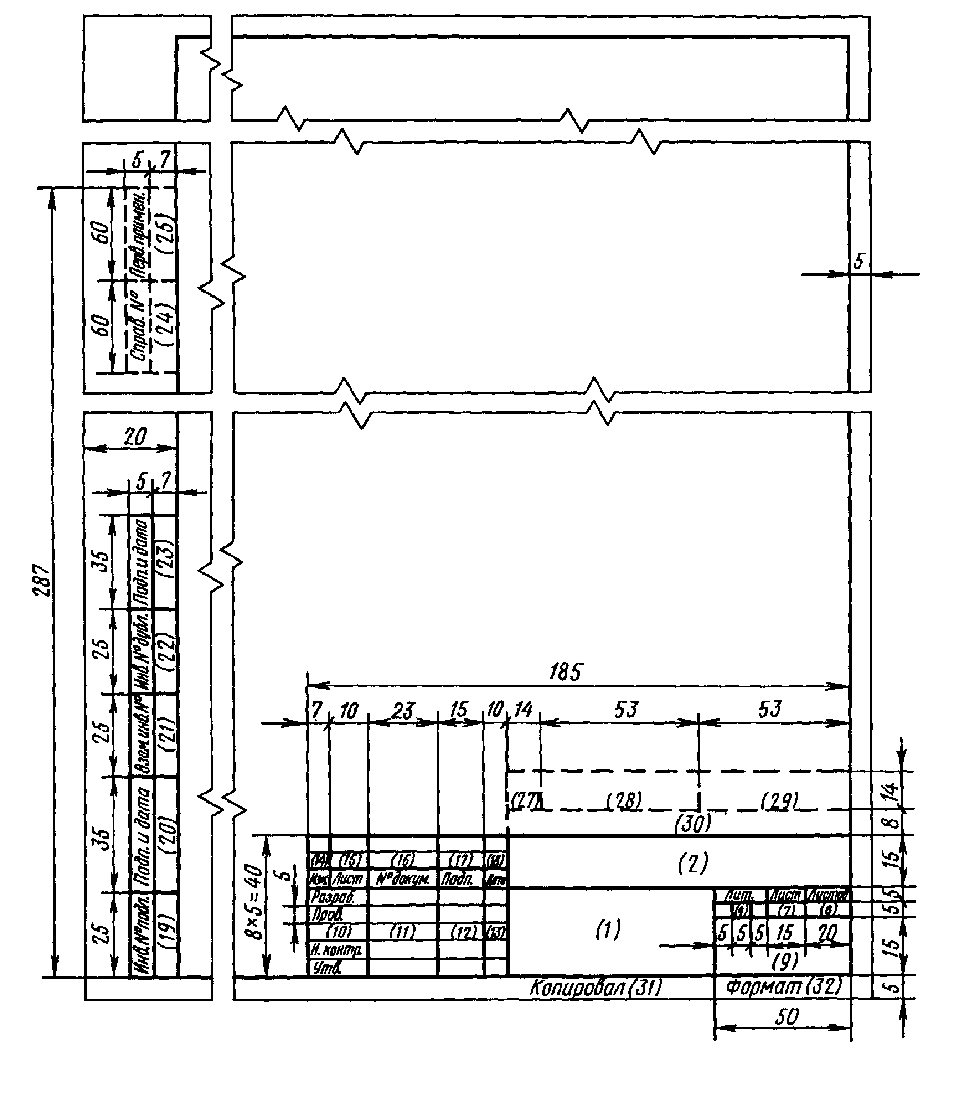 5 7
60
Перв. примен.
(25)
60
Справ. №
(24)
5
20
5 7
287
35
Подп. и дата
(23)
25
Инв. № дубл.
(22)
25
Взам. инв. №
(21)
35
Подп. и дата
(20)
25
Инв. № подл.
(19)
185
7 10 23 15 10 14 53 53
(27) (28) (29)
14
(30)
8
8×5=40
5
(2)
15
(14) (15) (16) (17) (18)
Изм. Лист № докум. Подп. Дата
Разраб.
Пров.
(10) (11) (12) (13)
Н. контр.
Утв.
(1)
Лит. Лист Листов
5
(4) (7) (8)
5
5 5 5 15 20
(9)
15
Копировал (31) Формат (32)
5
50